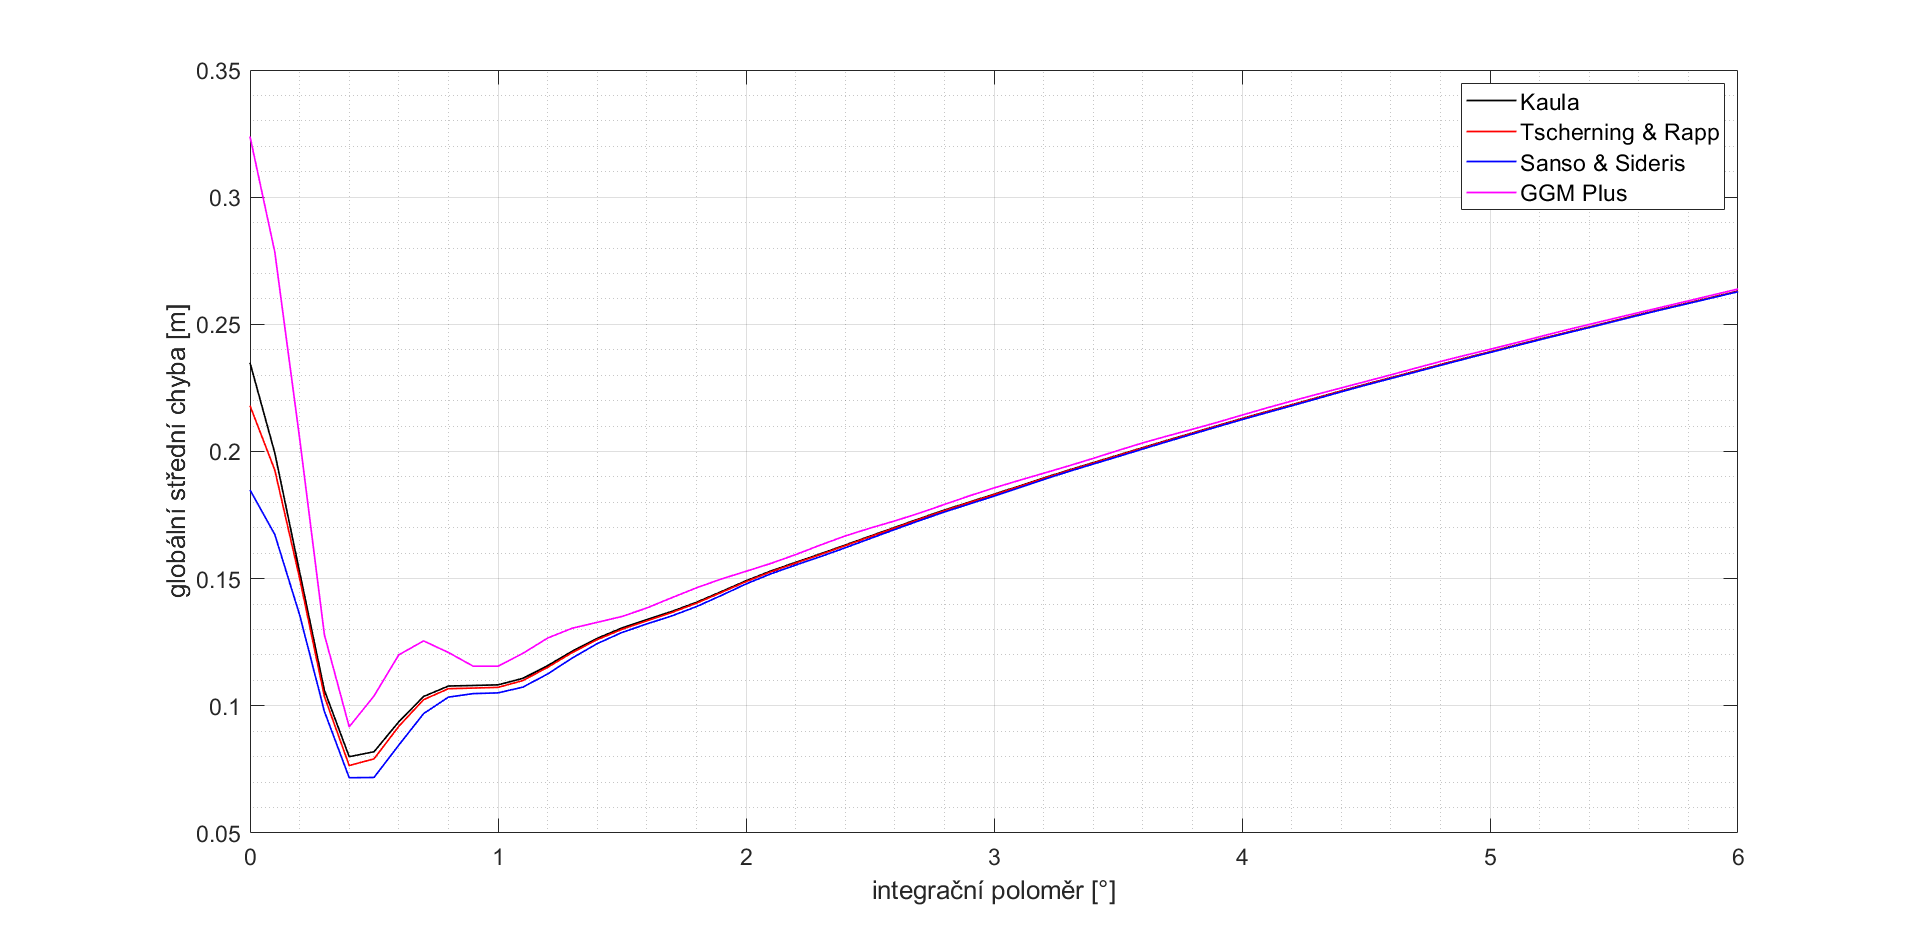 0.35
0.3
0.25
0.2
0.15
0.1
0.05
globální střední chyba [m]
Kaula
Tscherning & Rapp
Sanso & Sideris
GGM Plus
0 1 2 3 4 5 6
integrační poloměr [°]